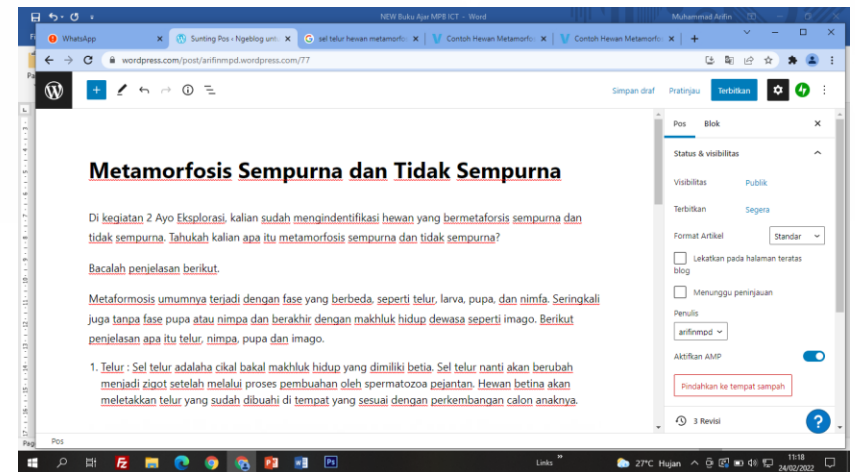 NEW Buku Ajar MPB ICT - Word
Muhammad Arifin
WhatsApp
Sunting Pos ‹ Ngeblog untu
sel telur hewan metamorfo
Contoh Hewan Metamorfo
Contoh Hewan Metamorfo
wordpress.com/post/arifinmpd.wordpress.com/77
Simpan draf Pratinjau Terbitkan
Pos Blok
Status & visibilitas
Visibilitas Publik
Terbitkan Segera
Format Artikel Standar
Lekatkan pada halaman teratas
blog
Menunggu peninjauan
Penulis
arifinmpd
Aktifkan AMP
Pindahkan ke tempat sampah
3 Revisi
Metamorfosis Sempurna dan Tidak Sempurna
Di kegiatan 2 Ayo Eksplorasi, kalian sudah mengindentifikasi hewan yang bermetaforsis sempurna dan
tidak sempurna. Tahukah kalian apa itu metamorfosis sempurna dan tidak sempurna?
Bacalah penjelasan berikut.
Metaformosis umumnya terjadi dengan fase yang berbeda, seperti telur, larva, pupa, dan nimfa. Seringkali
juga tanpa fase pupa atau nimpa dan berakhir dengan makhluk hidup dewasa seperti imago. Berikut
penjelasan apa itu telur, nimpa, pupa dan imago.
1. Telur : Sel telur adalaha cikal bakal makhluk hidup yang dimiliki betia. Sel telur nanti akan berubah
menjadi zigot setelah melalui proses pembuahan oleh spermatozoa pejantan. Hewan betina akan
meletakkan telur yang sudah dibuahi di tempat yang sesuai dengan perkembangan calon anaknya.
Pos
Links
27°C Hujan
11:18
24/02/2022